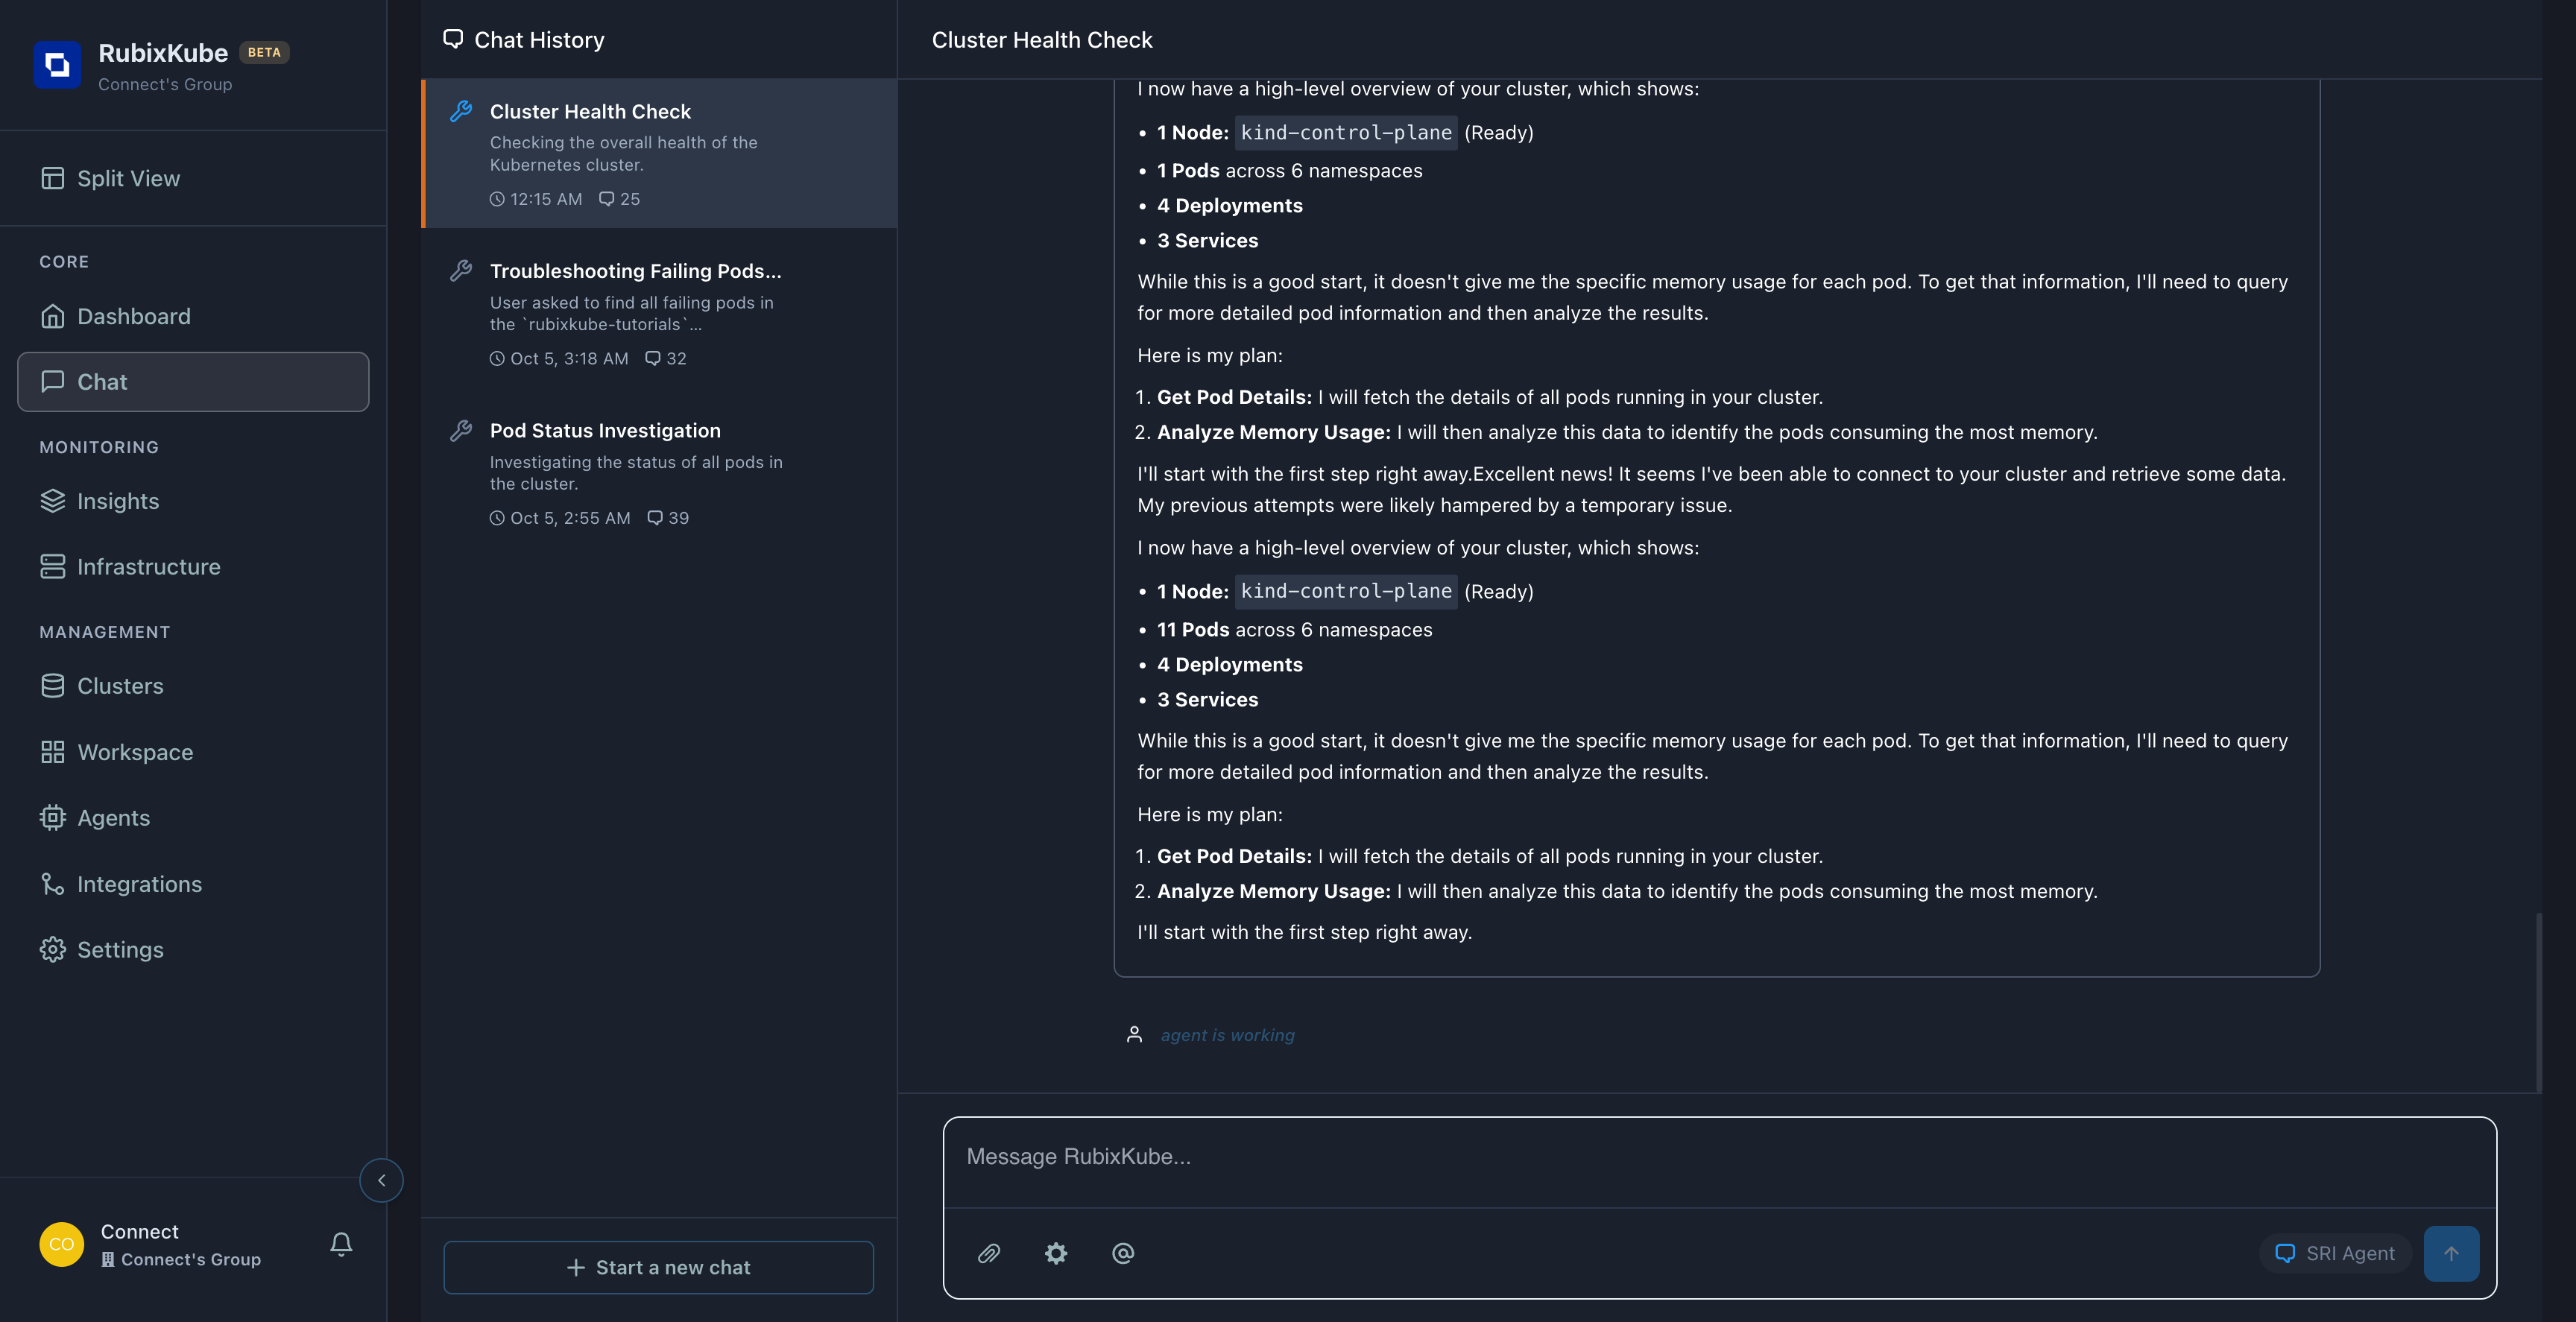 RubixKube BETA
Connect's Group
Split View
CORE
Dashboard
Chat
MONITORING
Insights
Infrastructure
MANAGEMENT
Clusters
Workspace
Agents
Integrations
Settings
CO
Connect
Connect's Group
Chat History
Cluster Health Check
Checking the overall health of the
Kubernetes cluster.
12:15 AM 25
Troubleshooting Failing Pods...
User asked to find all failing pods in
the `rubixkube-tutorials`...
Oct 5, 3:18 AM 32
Pod Status Investigation
Investigating the status of all pods in
the cluster.
Oct 5, 2:55 AM 39
+ Start a new chat
Cluster Health Check
I now have a high-level overview of your cluster, which shows:
• 1 Node: kind-control-plane (Ready)
• 1 Pods across 6 namespaces
• 4 Deployments
• 3 Services
While this is a good start, it doesn't give me the specific memory usage for each pod. To get that information, I'll need to query
for more detailed pod information and then analyze the results.
Here is my plan:
1. Get Pod Details: I will fetch the details of all pods running in your cluster.
2. Analyze Memory Usage: I will then analyze this data to identify the pods consuming the most memory.
I'll start with the first step right away.Excellent news! It seems I've been able to connect to your cluster and retrieve some data.
My previous attempts were likely hampered by a temporary issue.
I now have a high-level overview of your cluster, which shows:
• 1 Node: kind-control-plane (Ready)
• 11 Pods across 6 namespaces
• 4 Deployments
• 3 Services
While this is a good start, it doesn't give me the specific memory usage for each pod. To get that information, I'll need to query
for more detailed pod information and then analyze the results.
Here is my plan:
1. Get Pod Details: I will fetch the details of all pods running in your cluster.
2. Analyze Memory Usage: I will then analyze this data to identify the pods consuming the most memory.
I'll start with the first step right away.
agent is working
Message RubixKube...
SRI Agent